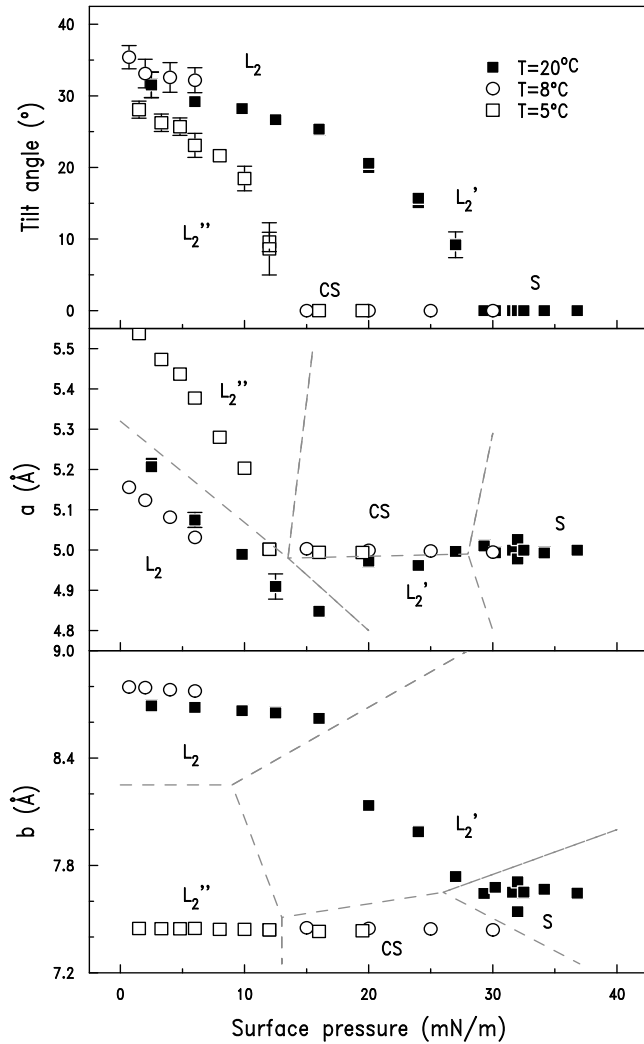 40
30
20
10
0
Tilt angle (°)
L₂
T=20°C
T=8°C
T=5°C
L₂''
L₂'
CS
S
5.5
5.4
5.3
5.2
5.1
5.0
4.9
4.8
a (Å)
L₂''
CS
S
L₂
L₂'
9.0
8.4
7.8
7.2
b (Å)
L₂
L₂'
L₂''
S
CS
0 10 20 30 40
Surface pressure (mN/m)